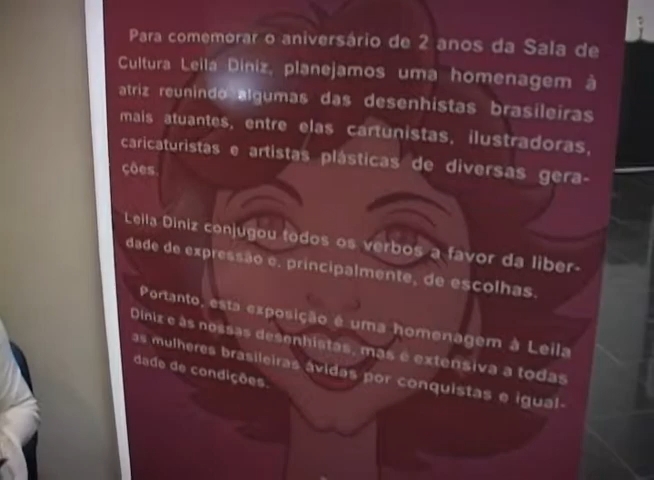 Para comemorar o aniversário de 2 anos da Sala de
Cultura Leila Diniz, planejamos uma homenagem à
atriz reunindo algumas das desenhistas brasileiras
mais atuantes, entre elas cartunistas, ilustradoras,
caricaturistas e artistas plásticas de diversas gera-
ções.
Leila Diniz conjugou todos os verbos a favor da liber-
dade de expressão e, principalmente, de escolhas.
Portanto, esta exposição é uma homenagem à Leila
Diniz e às nossas desenhistas, mas é extensiva a todas
as mulheres brasileiras ávidas por conquistas e igual-
dade de condições.